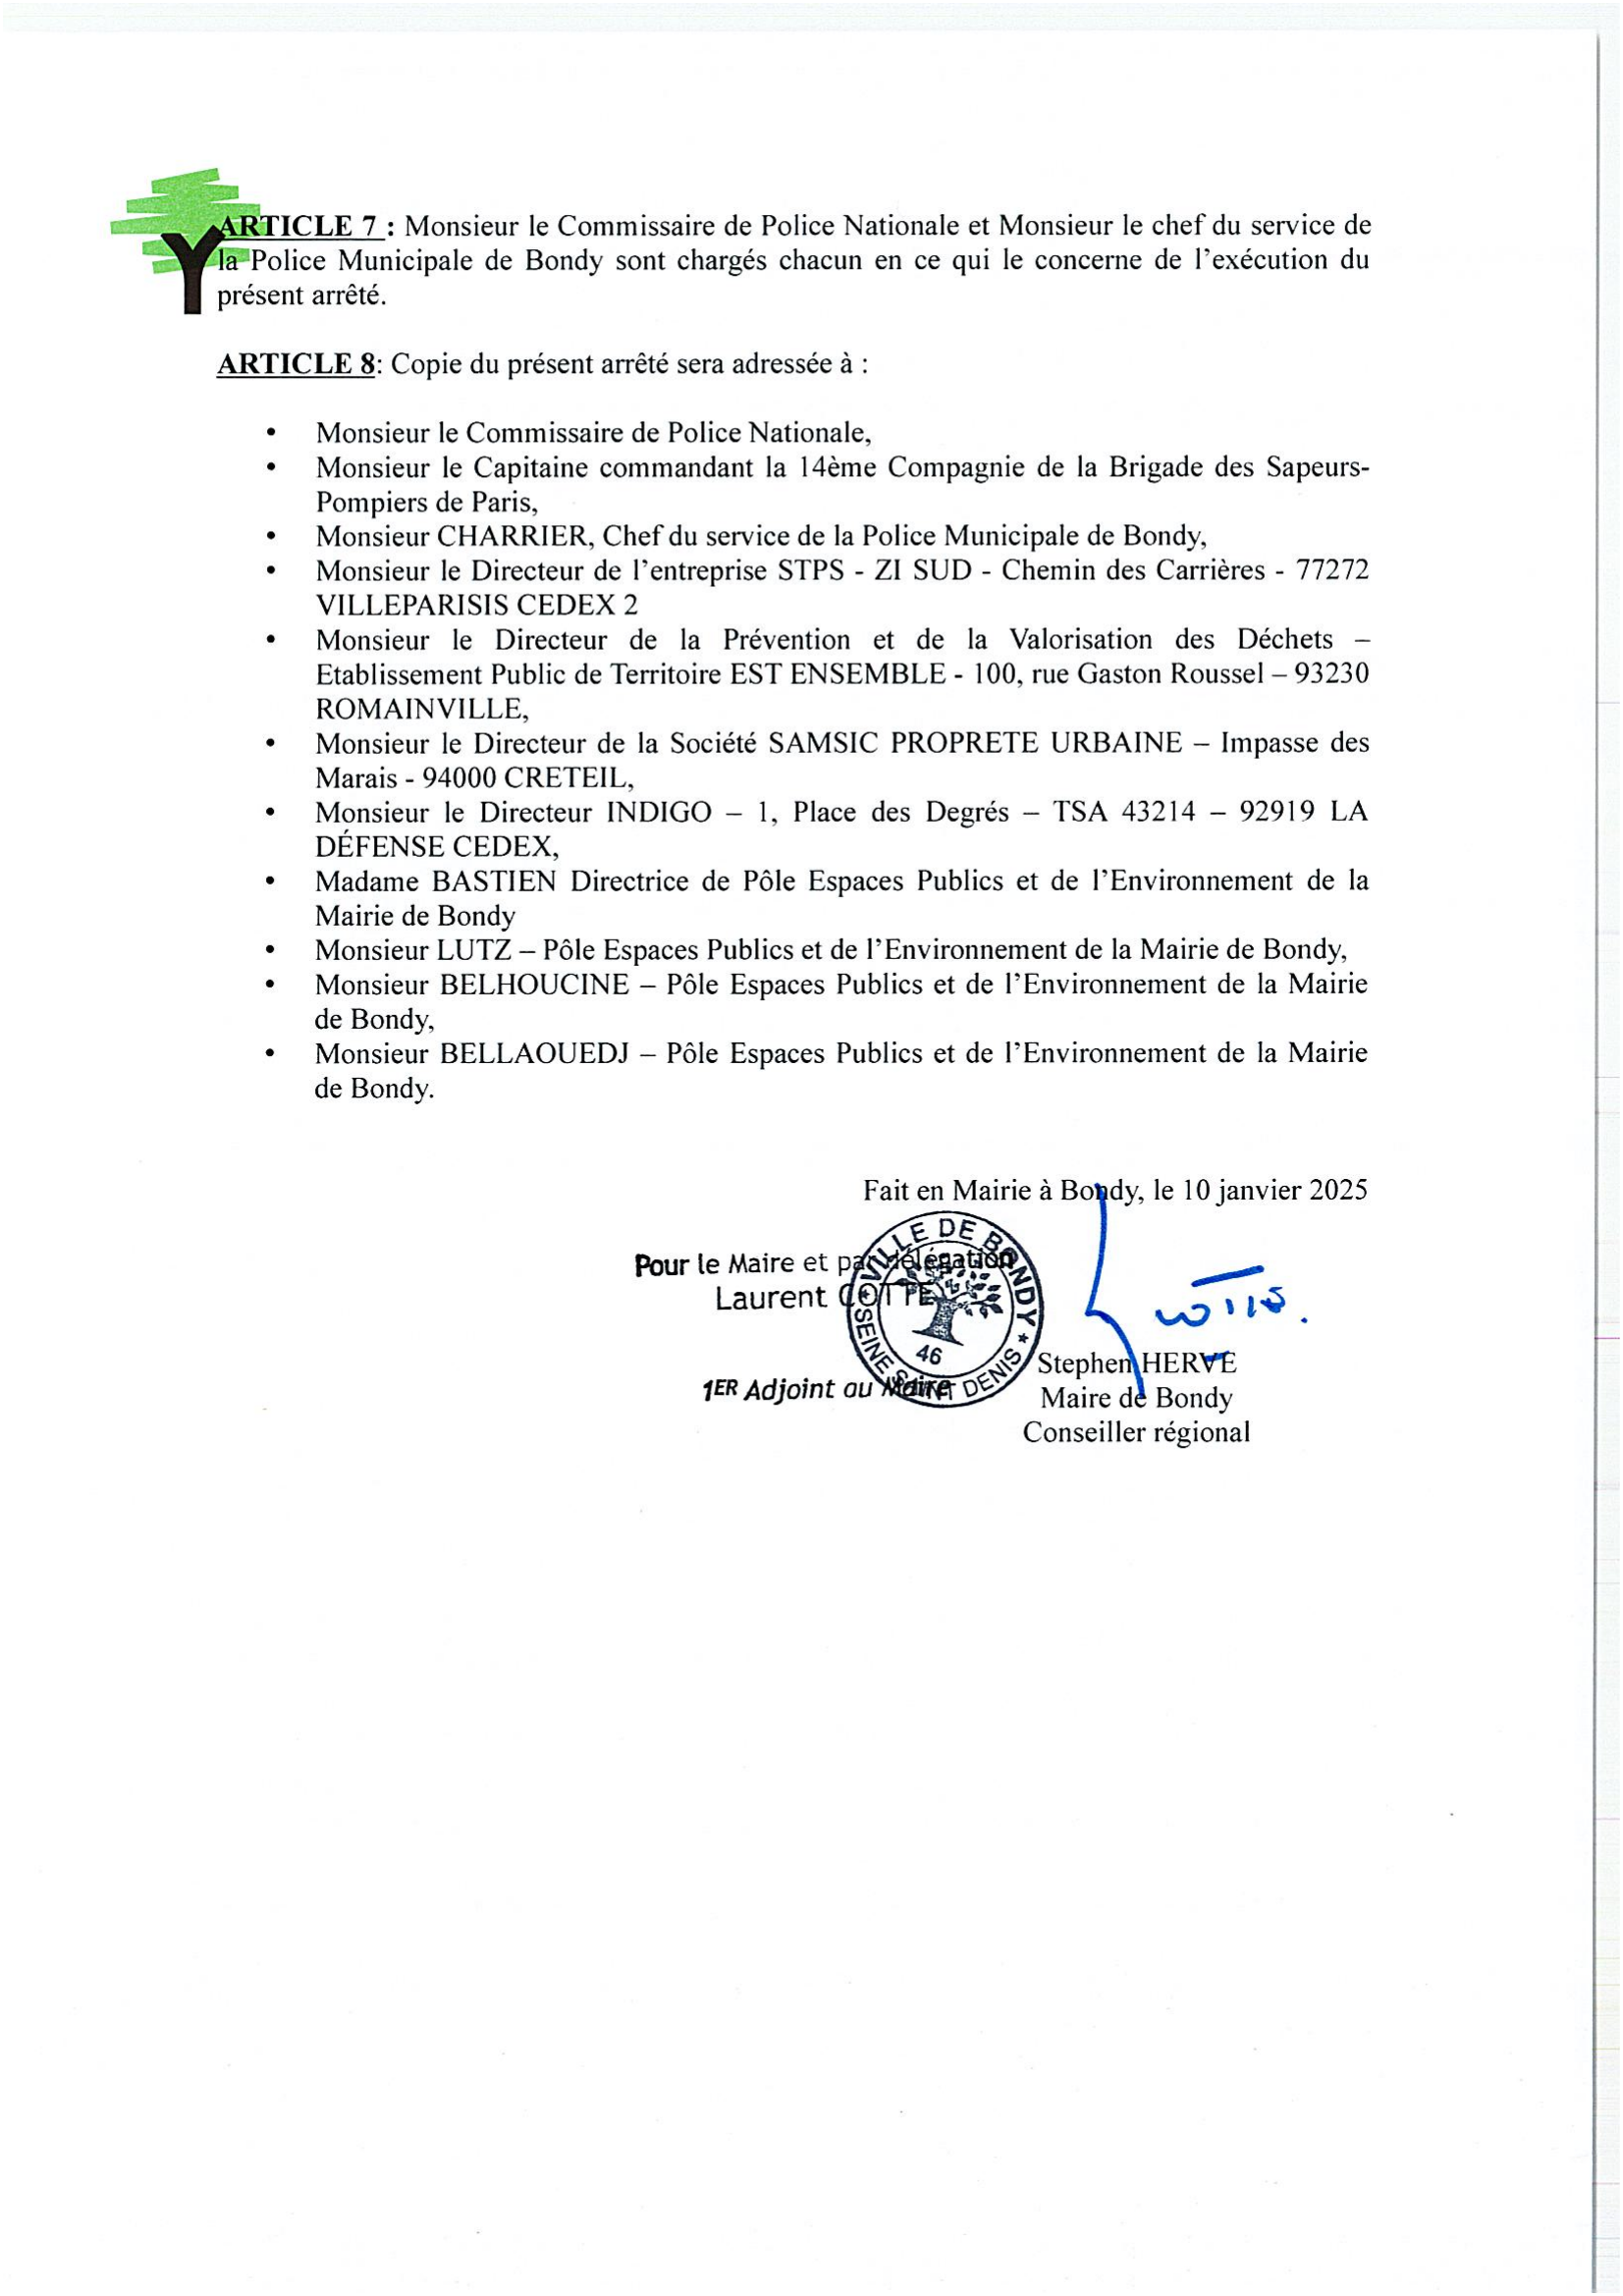 ARTICLE 7 : Monsieur le Commissaire de Police Nationale et Monsieur le chef du service de
la Police Municipale de Bondy sont chargés chacun en ce qui le concerne de l'exécution du
présent arrêté.
ARTICLE 8: Copie du présent arrêté sera adressée à :
• Monsieur le Commissaire de Police Nationale,
• Monsieur le Capitaine commandant la 14ème Compagnie de la Brigade des Sapeurs-
Pompiers de Paris,
• Monsieur CHARRIER, Chef du service de la Police Municipale de Bondy,
• Monsieur le Directeur de l'entreprise STPS - ZI SUD - Chemin des Carrières - 77272
VILLEPARISIS CEDEX 2
• Monsieur le Directeur de la Prévention et de la Valorisation des Déchets –
Etablissement Public de Territoire EST ENSEMBLE - 100, rue Gaston Roussel – 93230
ROMAINVILLE,
• Monsieur le Directeur de la Société SAMSIC PROPRETE URBAINE – Impasse des
Marais - 94000 CRETEIL,
• Monsieur le Directeur INDIGO – 1, Place des Degrés – TSA 43214 – 92919 LA
DÉFENSE CEDEX,
• Madame BASTIEN Directrice de Pôle Espaces Publics et de l'Environnement de la
Mairie de Bondy
• Monsieur LUTZ – Pôle Espaces Publics et de l'Environnement de la Mairie de Bondy,
• Monsieur BELHOUCINE – Pôle Espaces Publics et de l'Environnement de la Mairie
de Bondy,
• Monsieur BELLAOUEDJ – Pôle Espaces Publics et de l'Environnement de la Mairie
de Bondy.
Fait en Mairie à Bondy, le 10 janvier 2025
Pour le Maire et par délégation
Laurent COTTE
1ER Adjoint au Maire
VILLE DE BONDY
46
* SEINE SAINT DENIS *
Stephen HERVE
Maire de Bondy
Conseiller régional